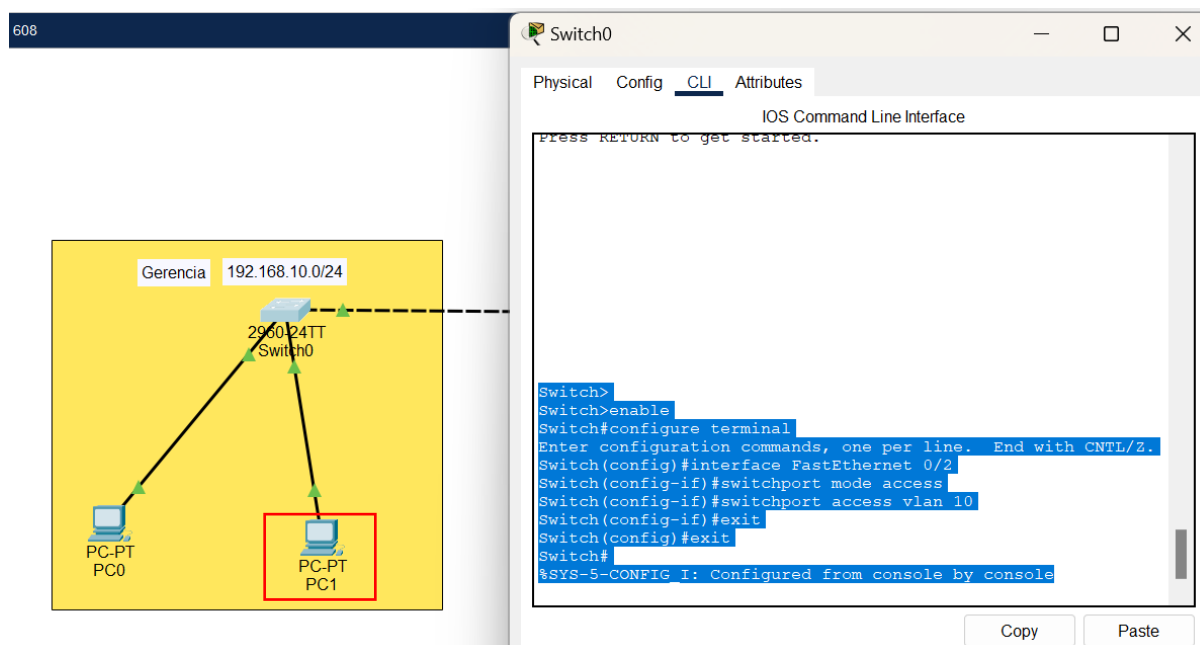 608
Switch0
Physical Config CLI Attributes
IOS Command Line Interface
Press RETURN to get started.
Switch>
Switch>enable
Switch#configure terminal
Enter configuration commands, one per line. End with CNTL/Z.
Switch(config)#interface FastEthernet 0/2
Switch(config-if)#switchport mode access
Switch(config-if)#switchport access vlan 10
Switch(config-if)#exit
Switch(config)#exit
Switch#
%SYS-5-CONFIG_I: Configured from console by console
Copy Paste
Gerencia 192.168.10.0/24
2960-24TT
Switch0
PC-PT
PC0
PC-PT
PC1